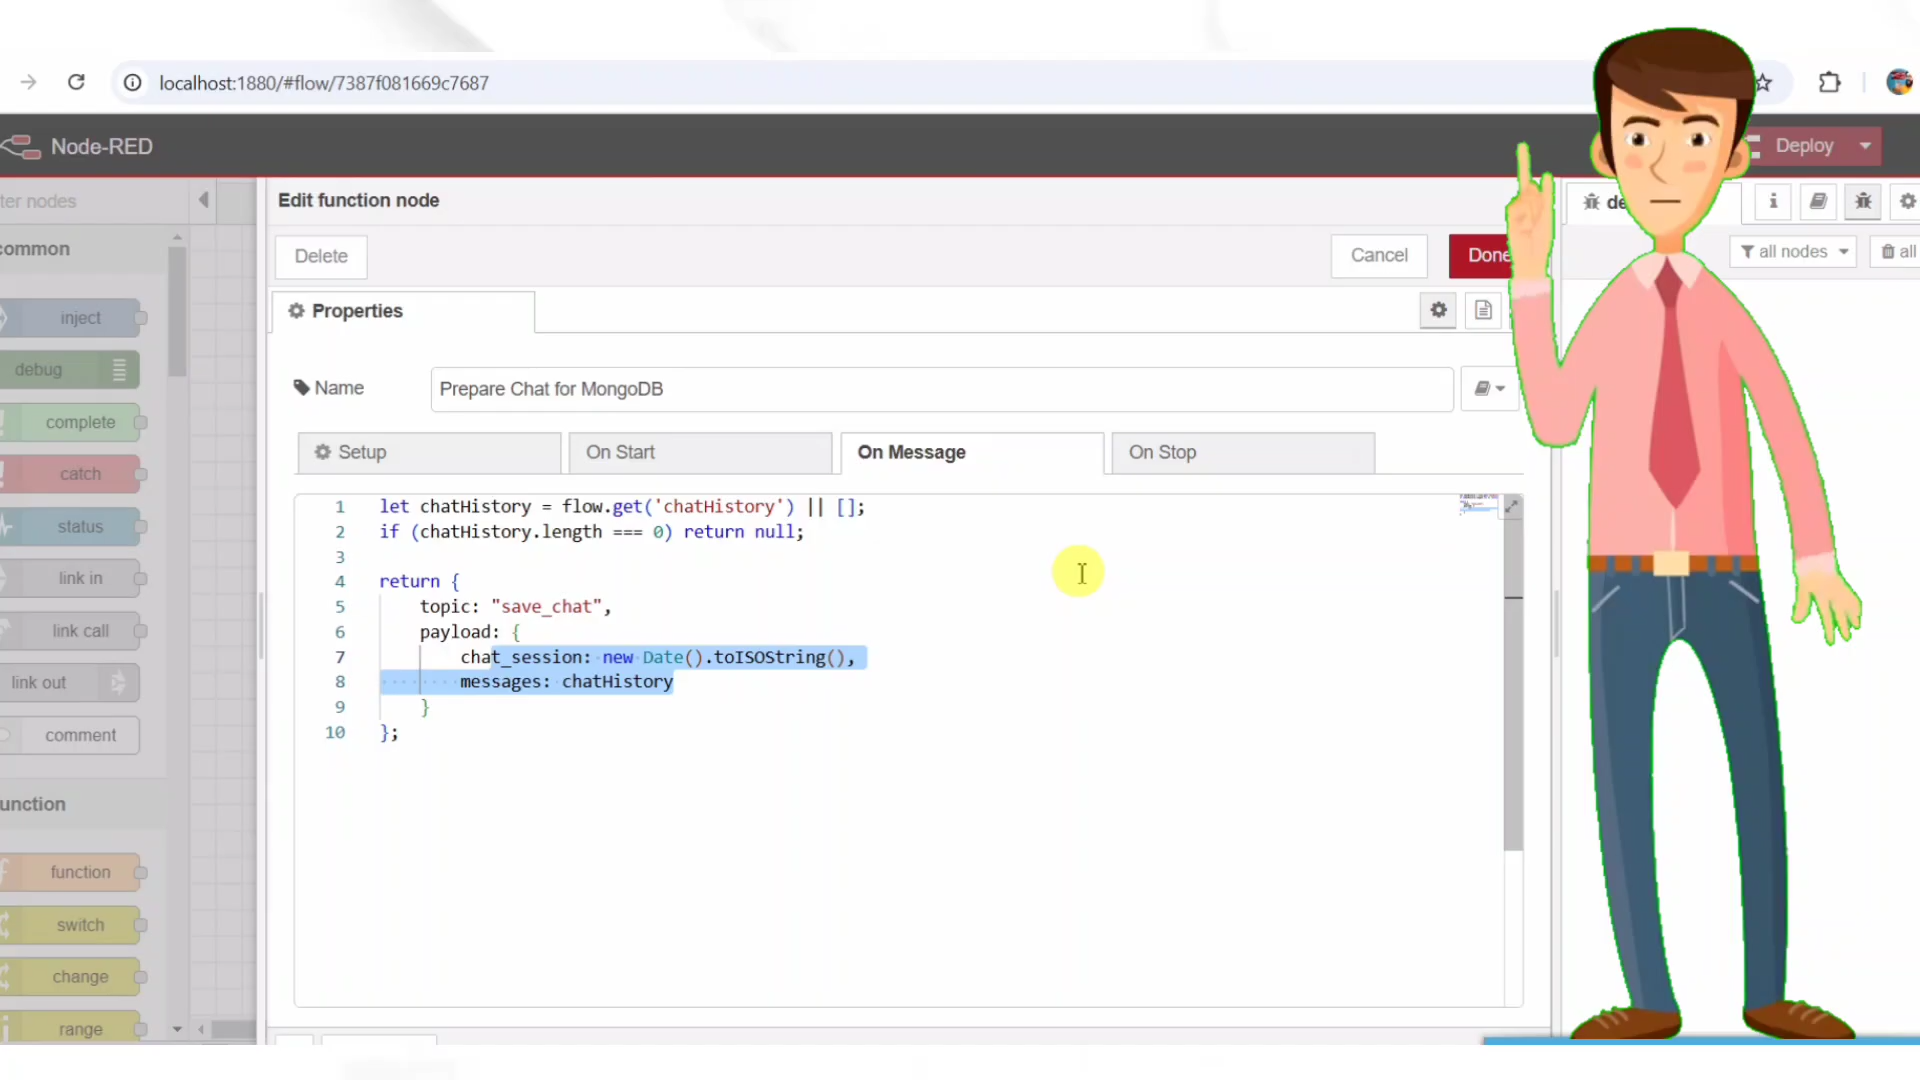 localhost:1880/#flow/7387f081669c7687
Node-RED
Deploy
ter nodes
Edit function node
de
all nodes
all
common
Delete
Cancel
Done
inject
Properties
debug
Name
Prepare Chat for MongoDB
complete
Setup
On Start
On Message
On Stop
catch
1 let chatHistory = flow.get('chatHistory') || [];
2 if (chatHistory.length === 0) return null;
3
4 return {
5 topic: "save_chat",
6 payload: {
7 chat_session: new Date().toISOString(),
8 messages: chatHistory
9 }
10 };
status
link in
link call
link out
comment
unction
function
switch
change
range